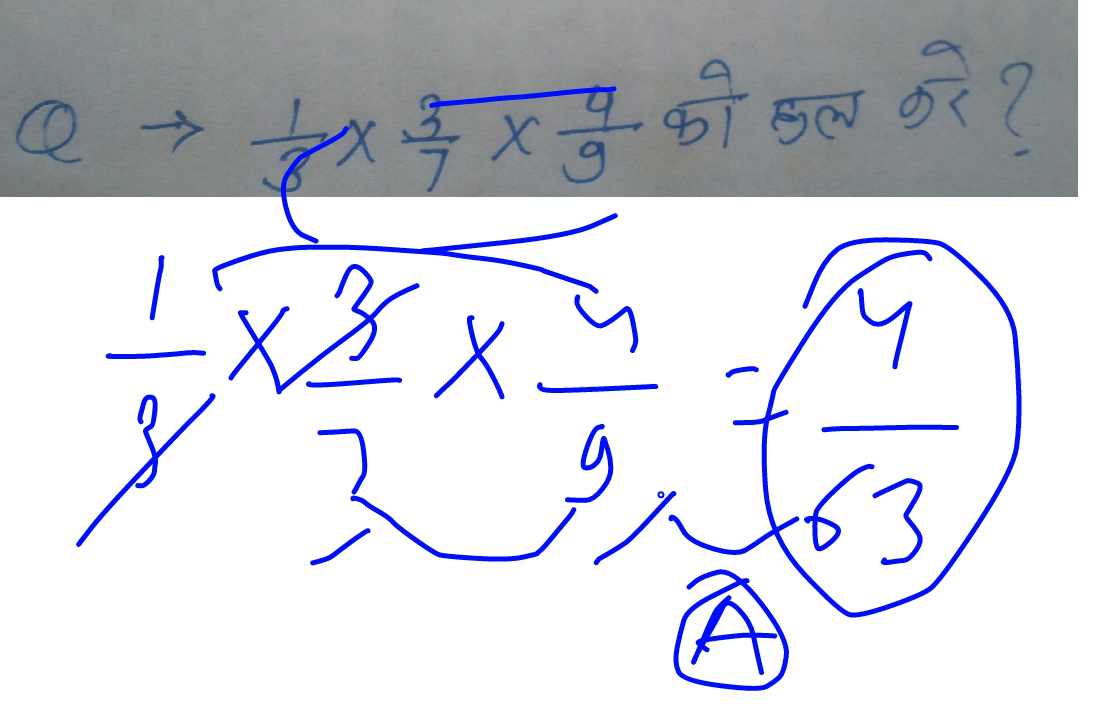 Q → 1/3 × 3/7 × 4/9 को हल करे ?
1/3 × 3/7 × 4/9 = 4/63
A